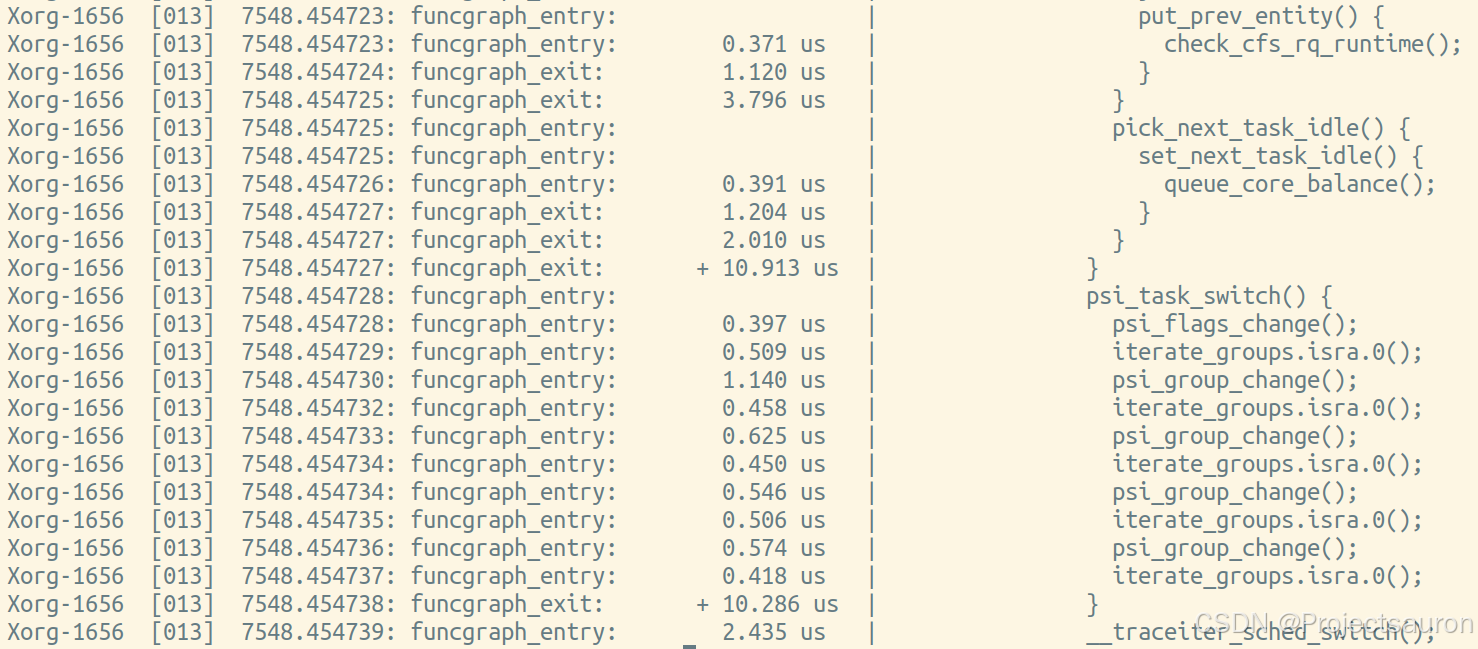 Xorg-1656  [013]  7548.454723: funcgraph_entry:                   |                put_prev_entity() {
Xorg-1656  [013]  7548.454723: funcgraph_entry:        0.371 us   |                  check_cfs_rq_runtime();
Xorg-1656  [013]  7548.454724: funcgraph_exit:         1.120 us   |                }
Xorg-1656  [013]  7548.454725: funcgraph_exit:         3.796 us   |              }
Xorg-1656  [013]  7548.454725: funcgraph_entry:                   |              pick_next_task_idle() {
Xorg-1656  [013]  7548.454725: funcgraph_entry:                   |                set_next_task_idle() {
Xorg-1656  [013]  7548.454726: funcgraph_entry:        0.391 us   |                  queue_core_balance();
Xorg-1656  [013]  7548.454727: funcgraph_exit:         1.204 us   |                }
Xorg-1656  [013]  7548.454727: funcgraph_exit:         2.010 us   |              }
Xorg-1656  [013]  7548.454727: funcgraph_exit:       + 10.913 us  |            }
Xorg-1656  [013]  7548.454728: funcgraph_entry:                   |            psi_task_switch() {
Xorg-1656  [013]  7548.454728: funcgraph_entry:        0.397 us   |              psi_flags_change();
Xorg-1656  [013]  7548.454729: funcgraph_entry:        0.509 us   |              iterate_groups.isra.0();
Xorg-1656  [013]  7548.454730: funcgraph_entry:        1.140 us   |              psi_group_change();
Xorg-1656  [013]  7548.454732: funcgraph_entry:        0.458 us   |              iterate_groups.isra.0();
Xorg-1656  [013]  7548.454733: funcgraph_entry:        0.625 us   |              psi_group_change();
Xorg-1656  [013]  7548.454734: funcgraph_entry:        0.450 us   |              iterate_groups.isra.0();
Xorg-1656  [013]  7548.454734: funcgraph_entry:        0.546 us   |              psi_group_change();
Xorg-1656  [013]  7548.454735: funcgraph_entry:        0.506 us   |              iterate_groups.isra.0();
Xorg-1656  [013]  7548.454736: funcgraph_entry:        0.574 us   |              psi_group_change();
Xorg-1656  [013]  7548.454737: funcgraph_entry:        0.418 us   |              iterate_groups.isra.0();
Xorg-1656  [013]  7548.454738: funcgraph_exit:       + 10.286 us  |            }
Xorg-1656  [013]  7548.454739: funcgraph_entry:        2.435 us   |            __traceiter_sched_switch();
CSDN @Projectsauron